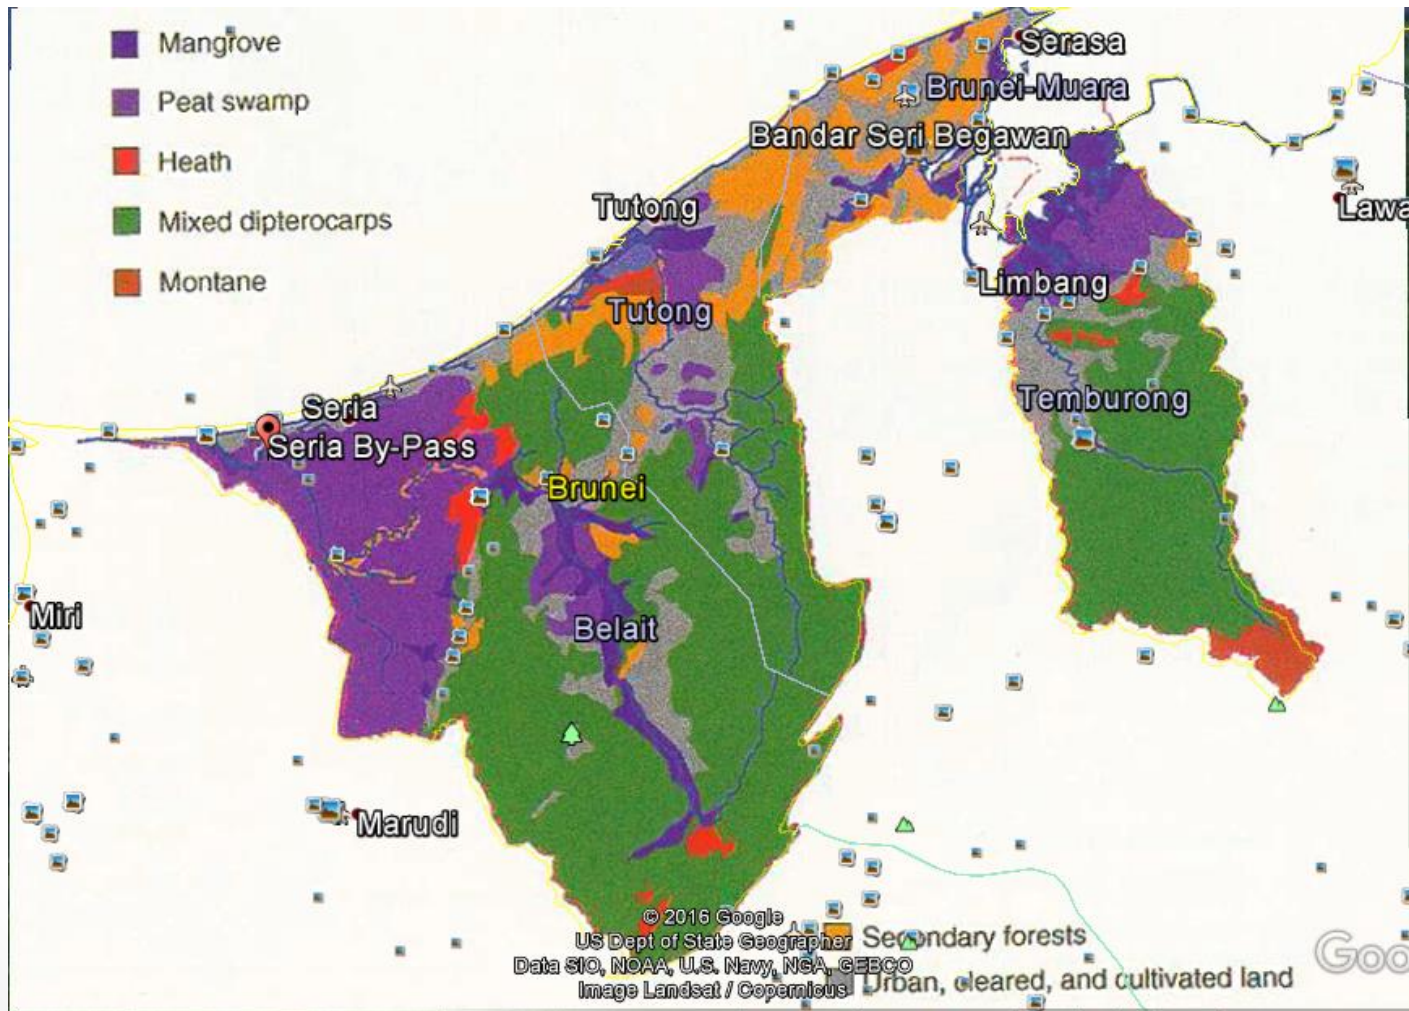 Mangrove
Peat swamp
Heath
Mixed dipterocarps
Montane
Serasa
Brunei-Muara
Bandar Seri Begawan
Tutong
Lawa
Limbang
Tutong
Temburong
Seria
Seria By-Pass
Brunei
Miri
Belait
Marudi
© 2016 Google
US Dept of State Geographer
Data SIO, NOAA, U.S. Navy, NGA, GEBCO
Image Landsat / Copernicus
Secondary forests
Urban, cleared, and cultivated land
Goo